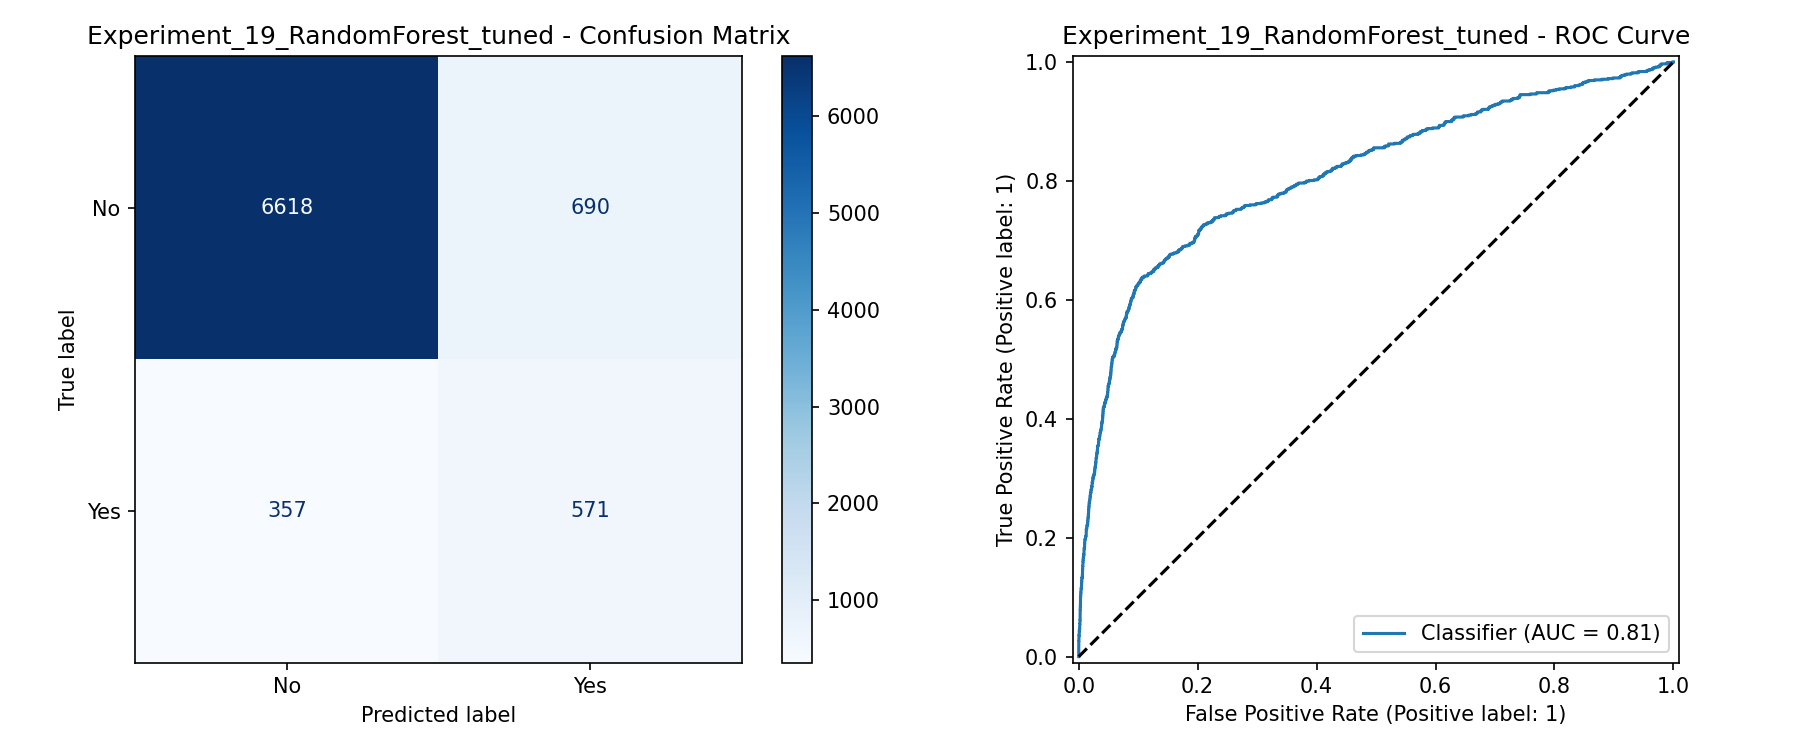 Experiment_19_RandomForest_tuned - Confusion Matrix
No
Yes
True label
6618
690
357
571
No
Yes
Predicted label
6000
5000
4000
3000
2000
1000
Experiment_19_RandomForest_tuned - ROC Curve
1.0
0.8
0.6
0.4
0.2
0.0
True Positive Rate (Positive label: 1)
Classifier (AUC = 0.81)
0.0
0.2
0.4
0.6
0.8
1.0
False Positive Rate (Positive label: 1)